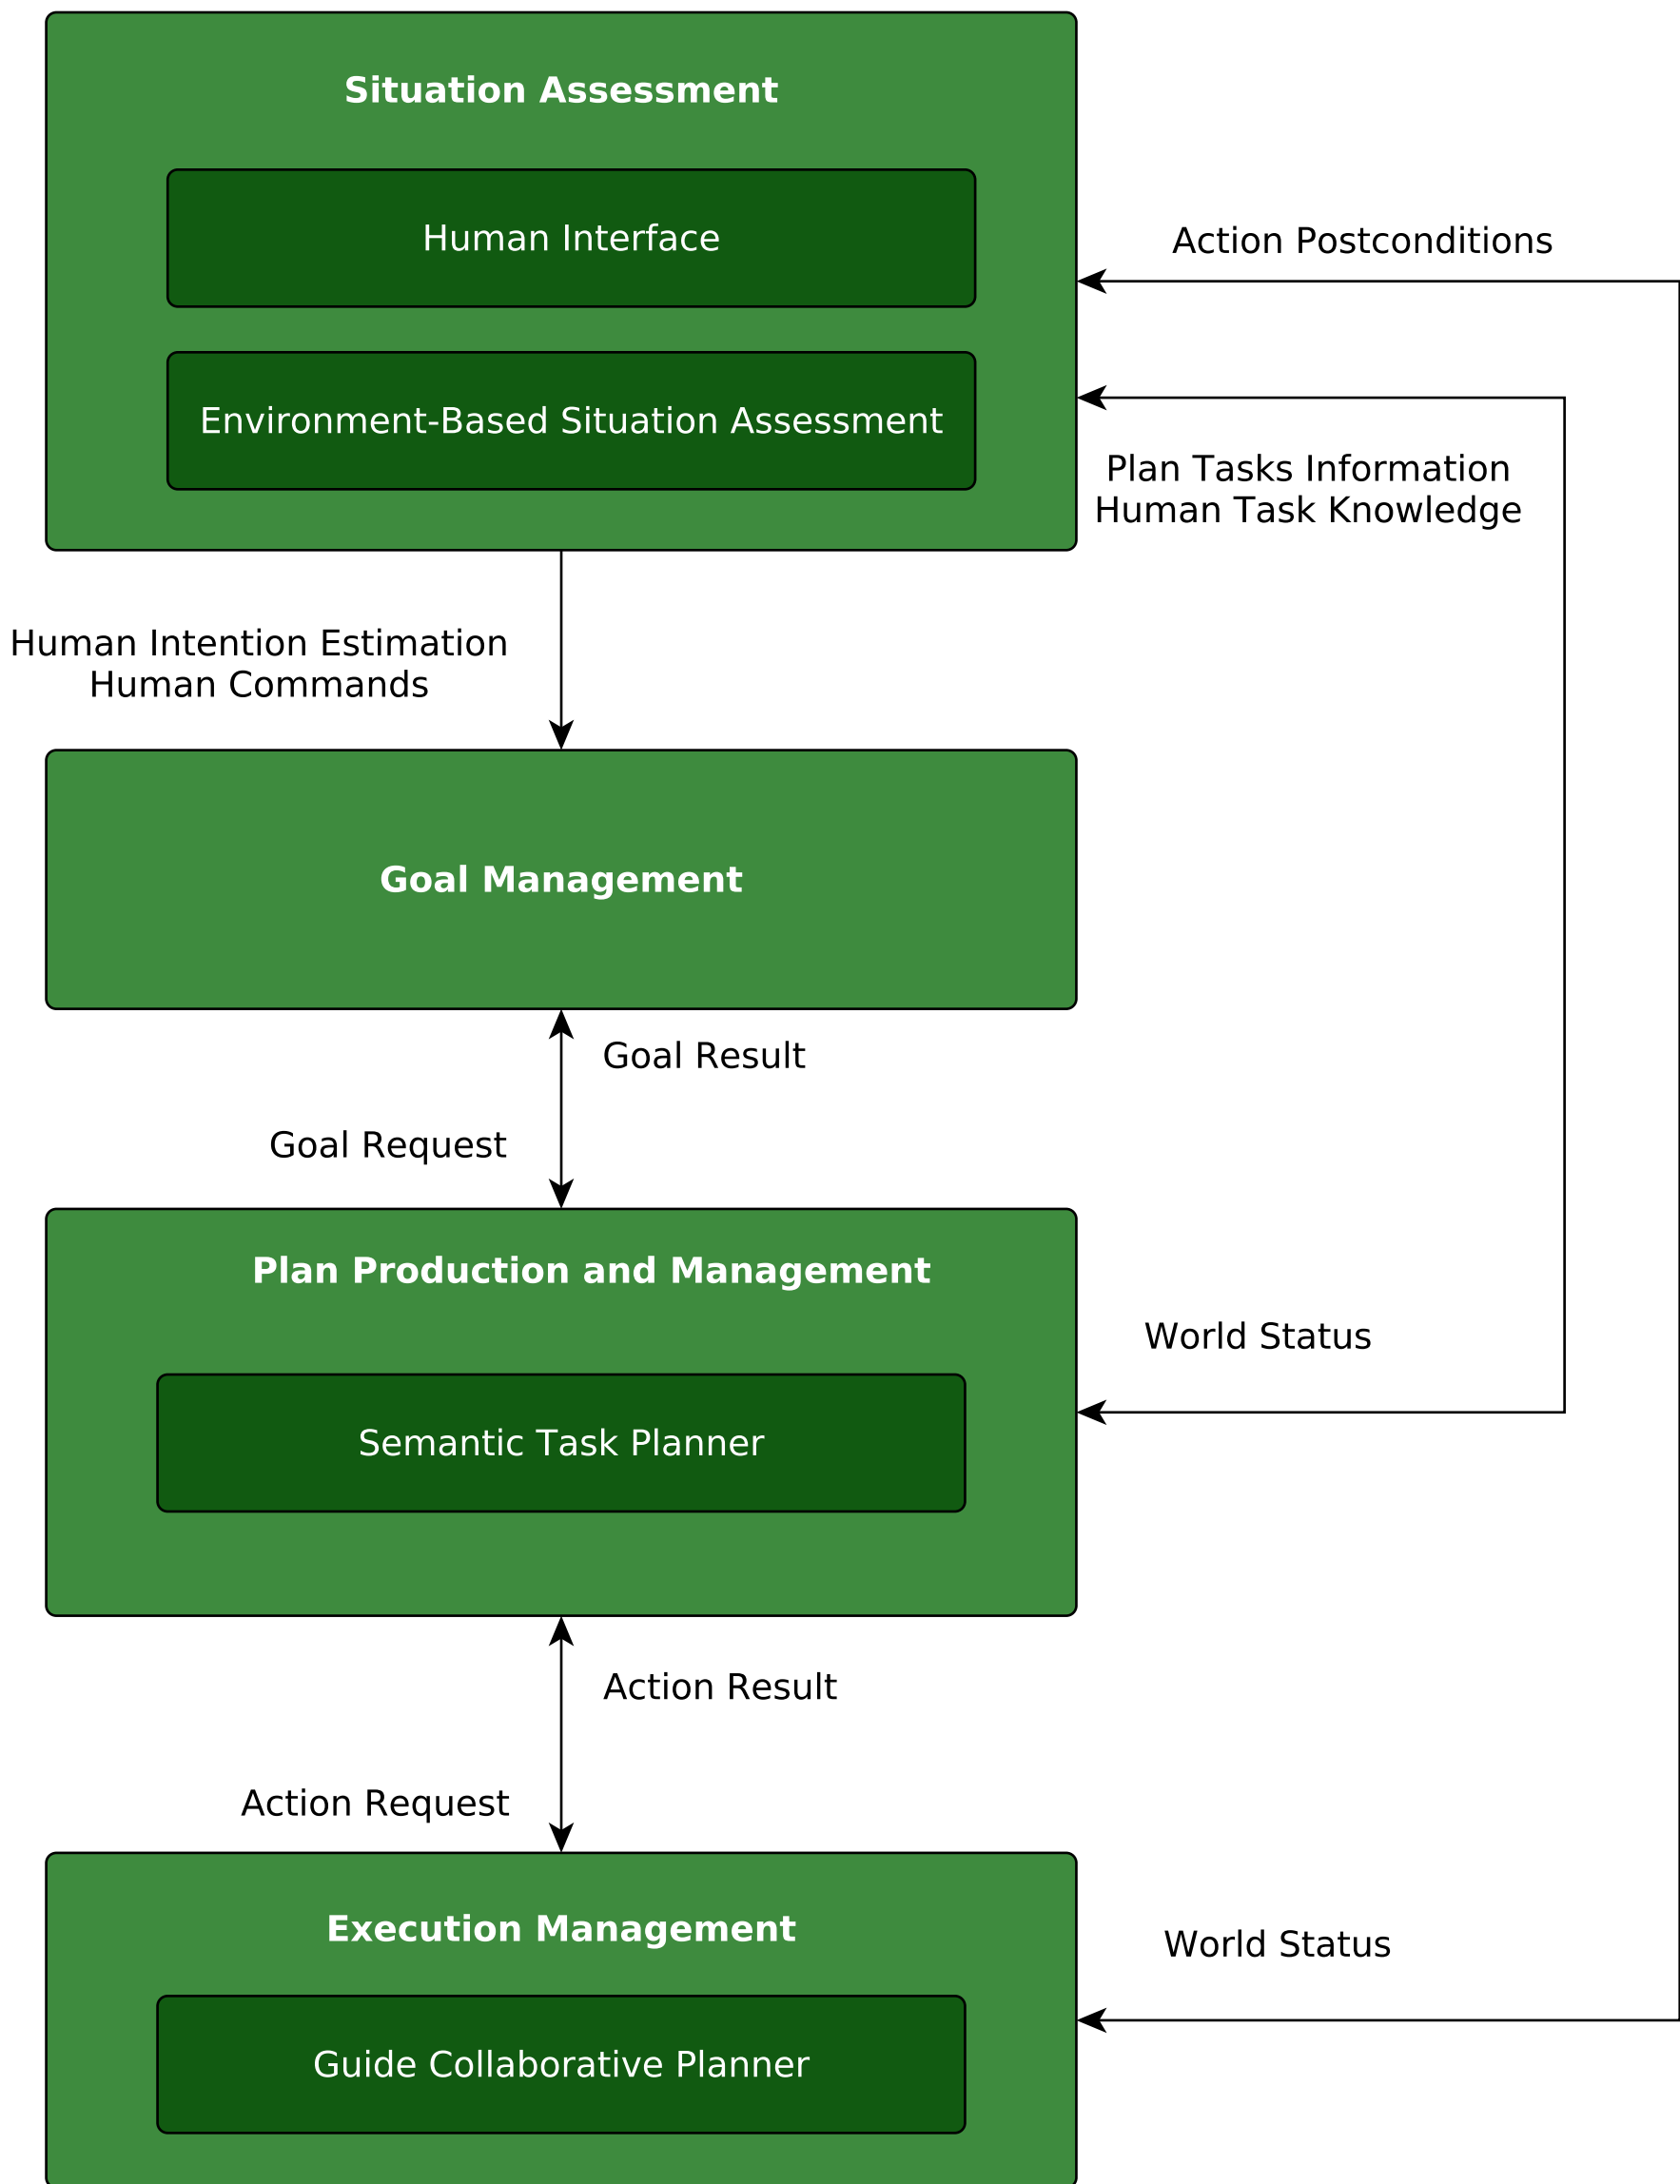 Situation Assessment
Human Interface
Action Postconditions
Environment-Based Situation Assessment
Plan Tasks Information
Human Task Knowledge
Human Intention Estimation
Human Commands
Goal Management
Goal Result
Goal Request
Plan Production and Management
World Status
Semantic Task Planner
Action Result
Action Request
Execution Management
World Status
Guide Collaborative Planner